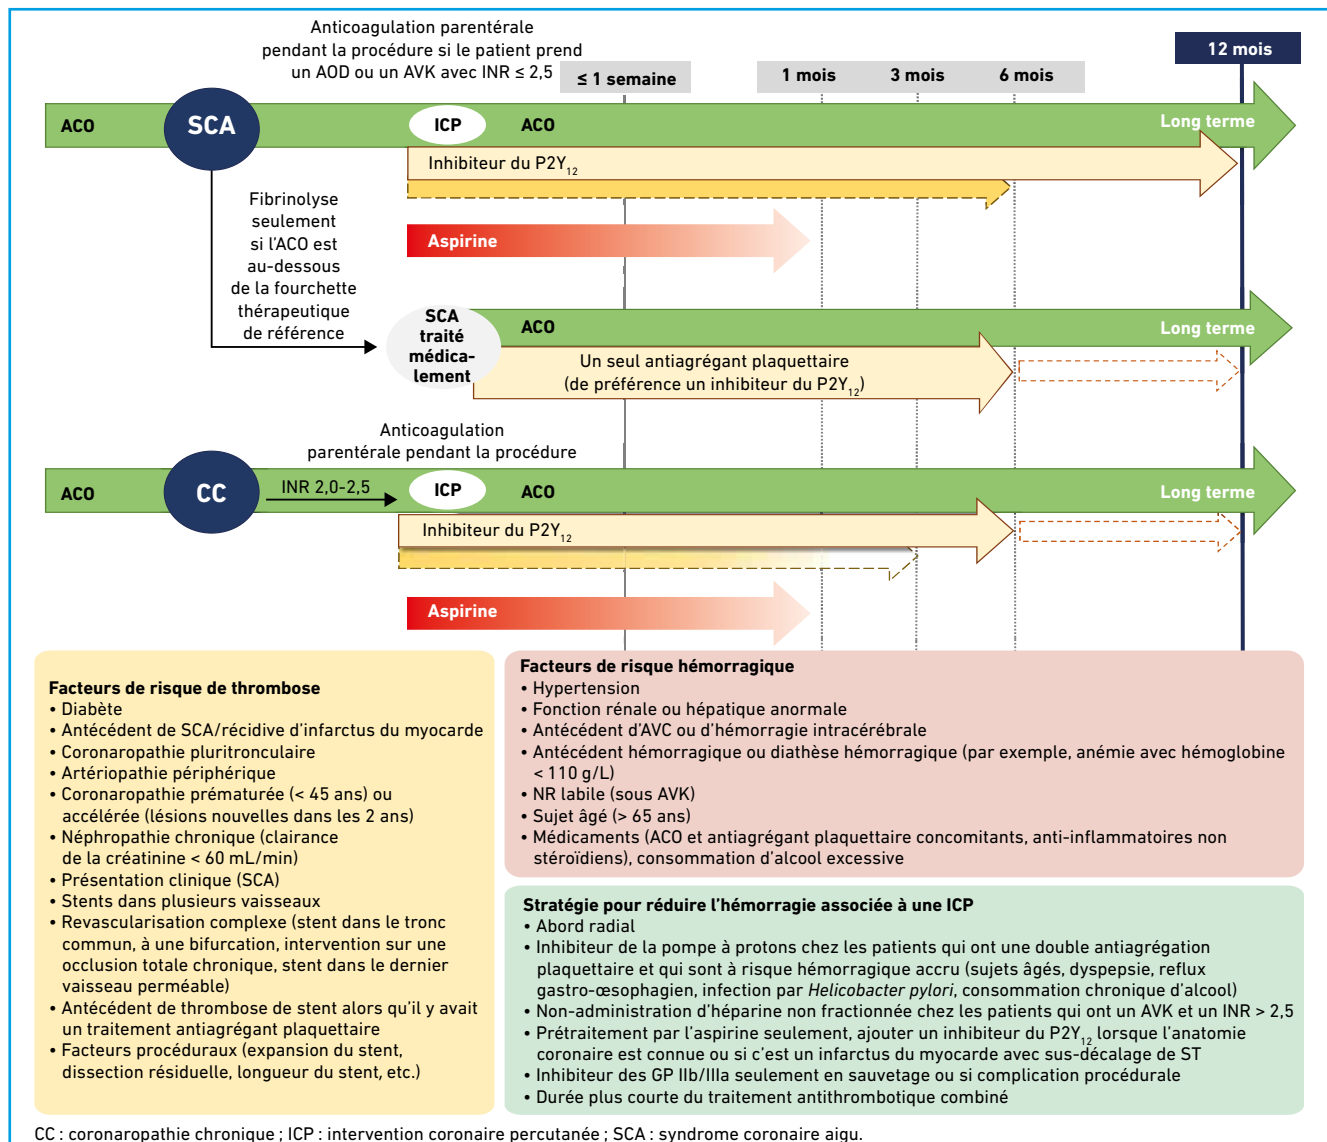 Anticoagulation parentérale
pendant la procédure si le patient prend
un AOD ou un AVK avec INR ≤ 2,5
≤ 1 semaine
1 mois
3 mois
6 mois
12 mois
ACO
SCA
ICP
ACO
Long terme
Inhibiteur du P2Y₁₂
Fibrinolyse
seulement
si l’ACO est
au-dessous
de la fourchette
thérapeutique
de référence
Aspirine
SCA
traité
médica-
lement
ACO
Long terme
Un seul antiagrégant plaquettaire
(de préférence un inhibiteur du P2Y₁₂)
Anticoagulation
parentérale pendant la procédure
ACO
CC
INR 2,0-2,5
ICP
ACO
Long terme
Inhibiteur du P2Y₁₂
Aspirine
Facteurs de risque de thrombose
• Diabète
• Antécédent de SCA/récidive d’infarctus du myocarde
• Coronaropathie pluritronculaire
• Artériopathie périphérique
• Coronaropathie prématurée (< 45 ans) ou
accélérée (lésions nouvelles dans les 2 ans)
• Néphropathie chronique (clairance
de la créatinine < 60 mL/min)
• Présentation clinique (SCA)
• Stents dans plusieurs vaisseaux
• Revascularisation complexe (stent dans le tronc
commun, à une bifurcation, intervention sur une
occlusion totale chronique, stent dans le dernier
vaisseau perméable)
• Antécédent de thrombose de stent alors qu’il y avait
un traitement antiagrégant plaquettaire
• Facteurs procéduraux (expansion du stent,
dissection résiduelle, longueur du stent, etc.)
Facteurs de risque hémorragique
• Hypertension
• Fonction rénale ou hépatique anormale
• Antécédent d’AVC ou d’hémorragie intracérébrale
• Antécédent hémorragique ou diathèse hémorragique (par exemple, anémie avec hémoglobine
< 110 g/L)
• NR labile (sous AVK)
• Sujet âgé (> 65 ans)
• Médicaments (ACO et antiagrégant plaquettaire concomitants, anti-inflammatoires non
stéroïdiens), consommation d’alcool excessive
Stratégie pour réduire l’hémorragie associée à une ICP
• Abord radial
• Inhibiteur de la pompe à protons chez les patients qui ont une double antiagrégation
plaquettaire et qui sont à risque hémorragique accru (sujets âgés, dyspepsie, reflux
gastro-œsophagien, infection par Helicobacter pylori, consommation chronique d’alcool)
• Non-administration d’héparine non fractionnée chez les patients qui ont un AVK et un INR > 2,5
• Prétraitement par l’aspirine seulement, ajouter un inhibiteur du P2Y₁₂ lorsque l’anatomie
coronaire est connue ou si c’est un infarctus du myocarde avec sus-décalage de ST
• Inhibiteur des GP IIb/IIIa seulement en sauvetage ou si complication procédurale
• Durée plus courte du traitement antithrombotique combiné
CC : coronaropathie chronique ; ICP : intervention coronaire percutanée ; SCA : syndrome coronaire aigu.